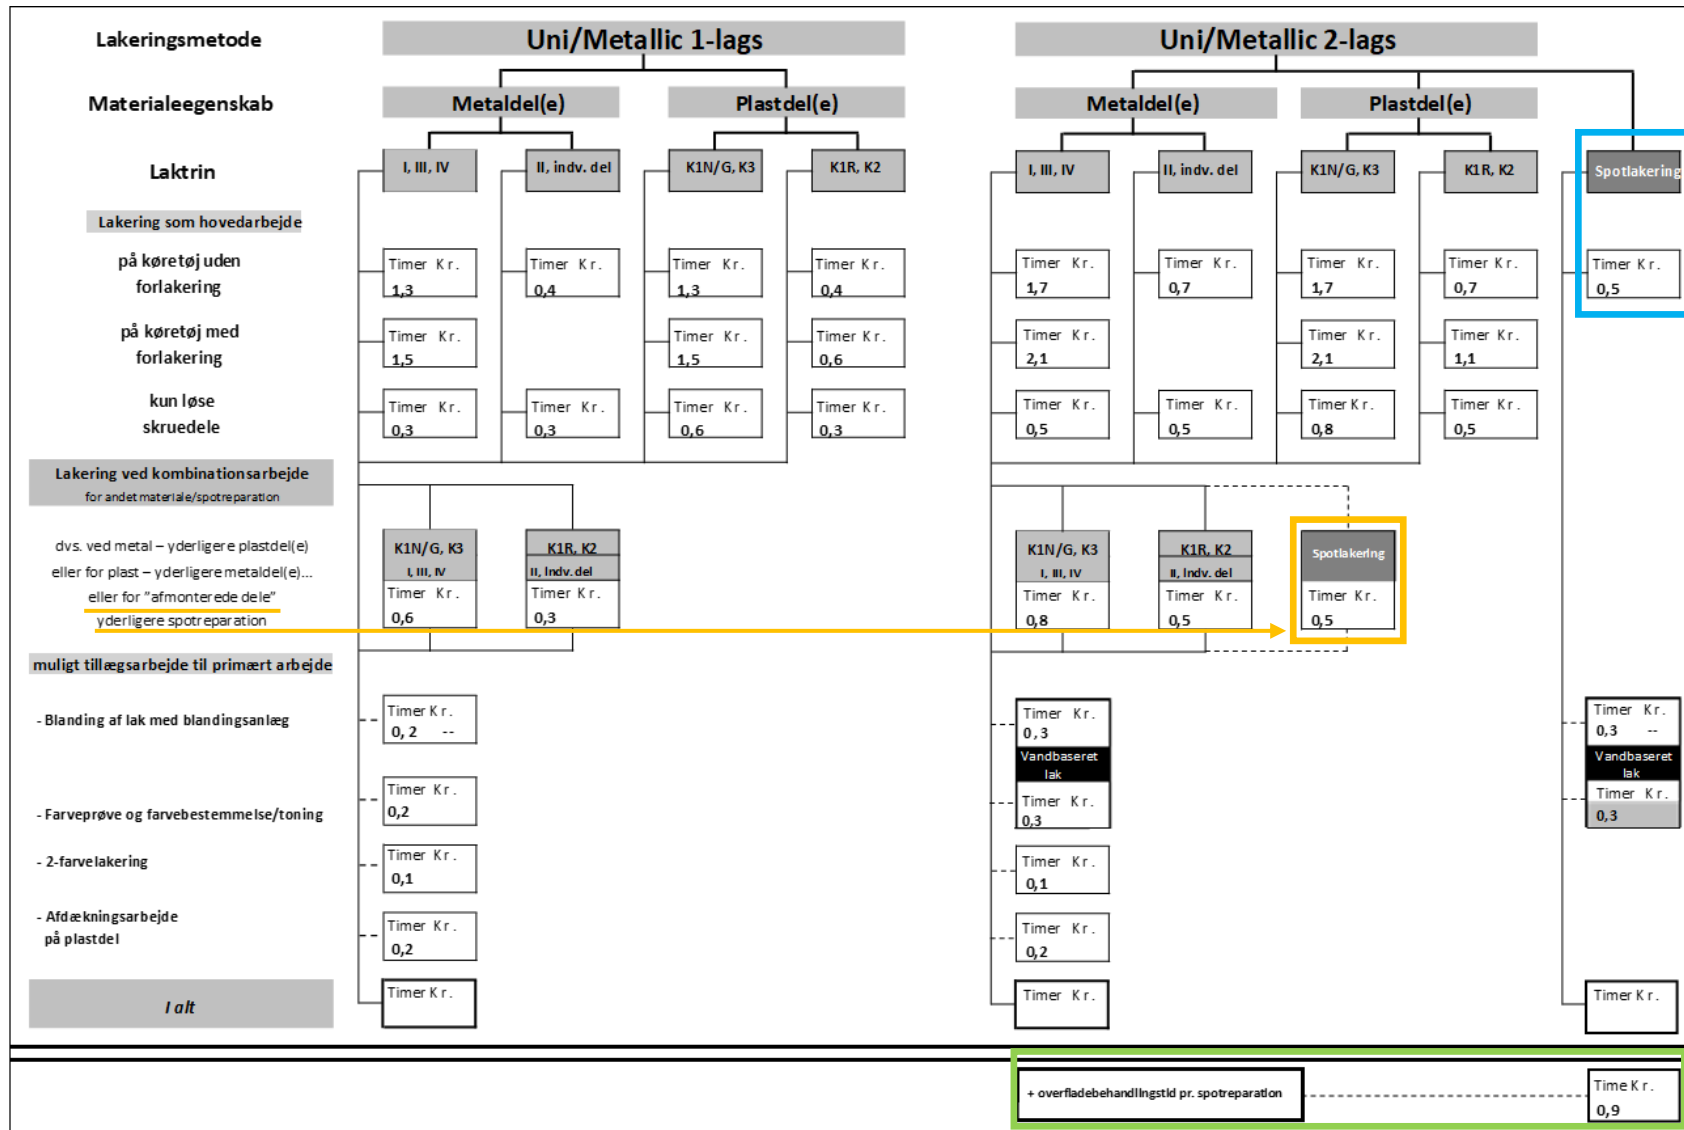 Lakeringsmetode
Uni/Metallic 1-lags
Uni/Metallic 2-lags
Materialeegenskab
Metaldel(e)
Plastdel(e)
Metaldel(e)
Plastdel(e)
Laktrin
I, III, IV
II, indv. del
K1N/G, K3
K1R, K2
I, III, IV
II, indv. del
K1N/G, K3
K1R, K2
Spotlakering
Lakering som hovedarbejde
på køretøj uden
forlakering
Timer Kr.
1,3
Timer Kr.
0,4
Timer Kr.
1,3
Timer Kr.
0,4
Timer Kr.
1,7
Timer Kr.
0,7
Timer Kr.
1,7
Timer Kr.
0,7
Timer Kr.
0,5
på køretøj med
forlakering
Timer Kr.
1,5
Timer Kr.
1,5
Timer Kr.
0,6
Timer Kr.
2,1
Timer Kr.
2,1
Timer Kr.
1,1
kun løse
skruedele
Timer Kr.
0,3
Timer Kr.
0,3
Timer Kr.
0,6
Timer Kr.
0,3
Timer Kr.
0,5
Timer Kr.
0,5
Timer Kr.
0,8
Timer Kr.
0,5
Lakering ved kombinationsarbejde
for andet materiale/spotreparation
dvs. ved metal – yderligere plastdel(e)
eller for plast – yderligere metaldel(e)...
eller for "afmonterede dele"
yderligere spotreparation
K1N/G, K3
I, III, IV
Timer Kr.
0,6
K1R, K2
II, Indv. del
Timer Kr.
0,3
K1N/G, K3
I, III, IV
Timer Kr.
0,8
K1R, K2
II, Indv. del
Timer Kr.
0,5
Spotlakering
Timer Kr.
0,5
muligt tillægsarbejde til primært arbejde
- Blanding af lak med blandingsanlæg
Timer Kr.
0, 2 --
Timer Kr.
0,3
Vandbaseret
lak
Timer Kr.
0,3 --
Vandbaseret
lak
- Farveprøve og farvebestemmelse/toning
Timer Kr.
0,2
Timer Kr.
0,3
Timer Kr.
0,3
- 2-farvelakering
Timer Kr.
0,1
Timer Kr.
0,1
- Afdækningsarbejde
på plastdel
Timer Kr.
0,2
Timer Kr.
0,2
I alt
Timer Kr.
Timer Kr.
Timer Kr.
+ overfladebehandlingstid pr. spotreparation
Time Kr.
0,9